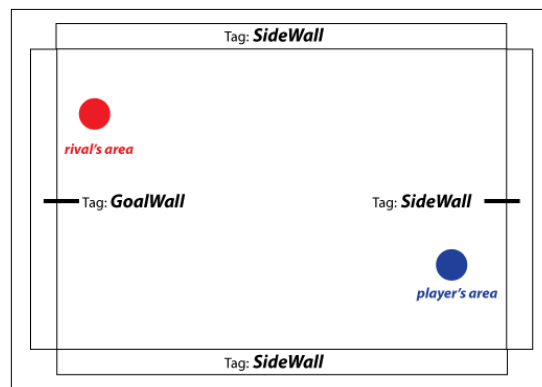 Tag: SideWall
rival's area
Tag: GoalWall
Tag: SideWall
player's area
Tag: SideWall